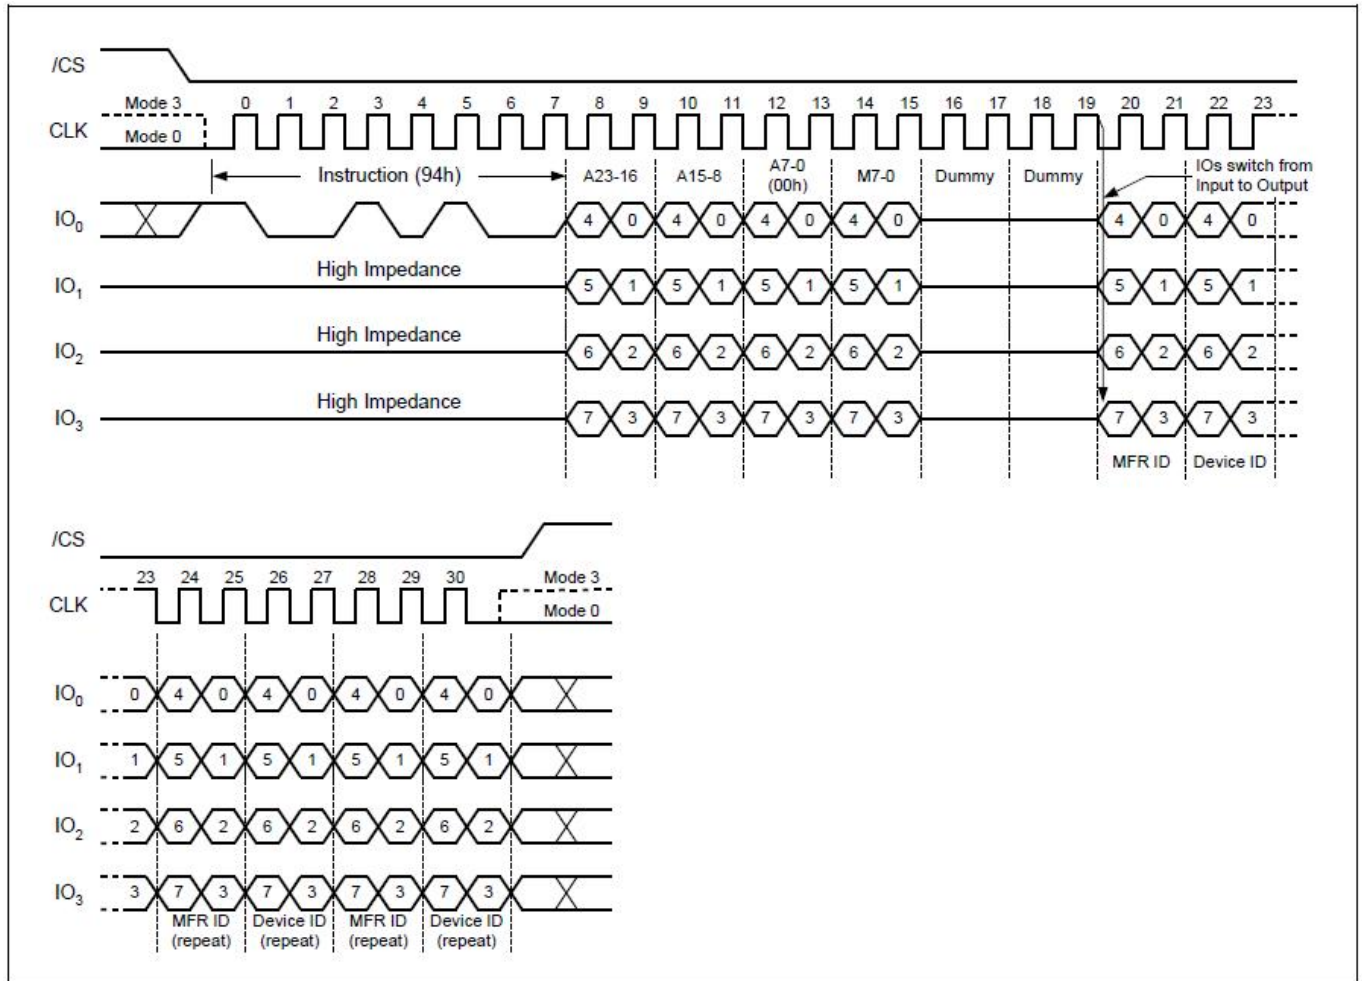 /CS
Mode 3 0 1 2 3 4 5 6 7 8 9 10 11 12 13 14 15 16 17 18 19 20 21 22 23
CLK
Mode 0
Instruction (94h) A23-16 A15-8 A7-0 (00h) M7-0 Dummy Dummy
IOs switch from
Input to Output
IO0 4 0 4 0 4 0 4 0 4 0 4 0
High Impedance
IO1 5 1 5 1 5 1 5 1 5 1 5 1
High Impedance
IO2 6 2 6 2 6 2 6 2 6 2 6 2
High Impedance
IO3 7 3 7 3 7 3 7 3 7 3 7 3
MFR ID Device ID
/CS
23 24 25 26 27 28 29 30 Mode 3
CLK
Mode 0
IO0 0 4 0 4 0 4 0 4 0
IO1 1 5 1 5 1 5 1 5 1
IO2 2 6 2 6 2 6 2 6 2
IO3 3 7 3 7 3 7 3 7 3
MFR ID Device ID MFR ID Device ID
(repeat) (repeat) (repeat) (repeat)